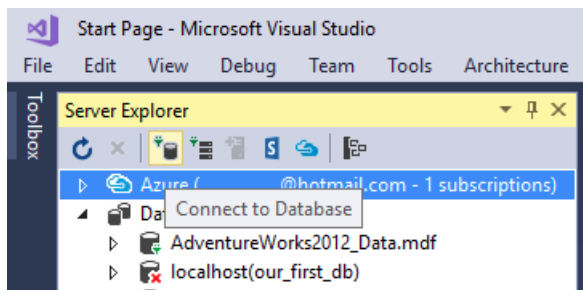 Start Page - Microsoft Visual Studio
File Edit View Debug Team Tools Architecture
Toolbox
Server Explorer
Azure ( @hotmail.com - 1 subscriptions)
Da
Connect to Database
AdventureWorks2012_Data.mdf
localhost(our_first_db)